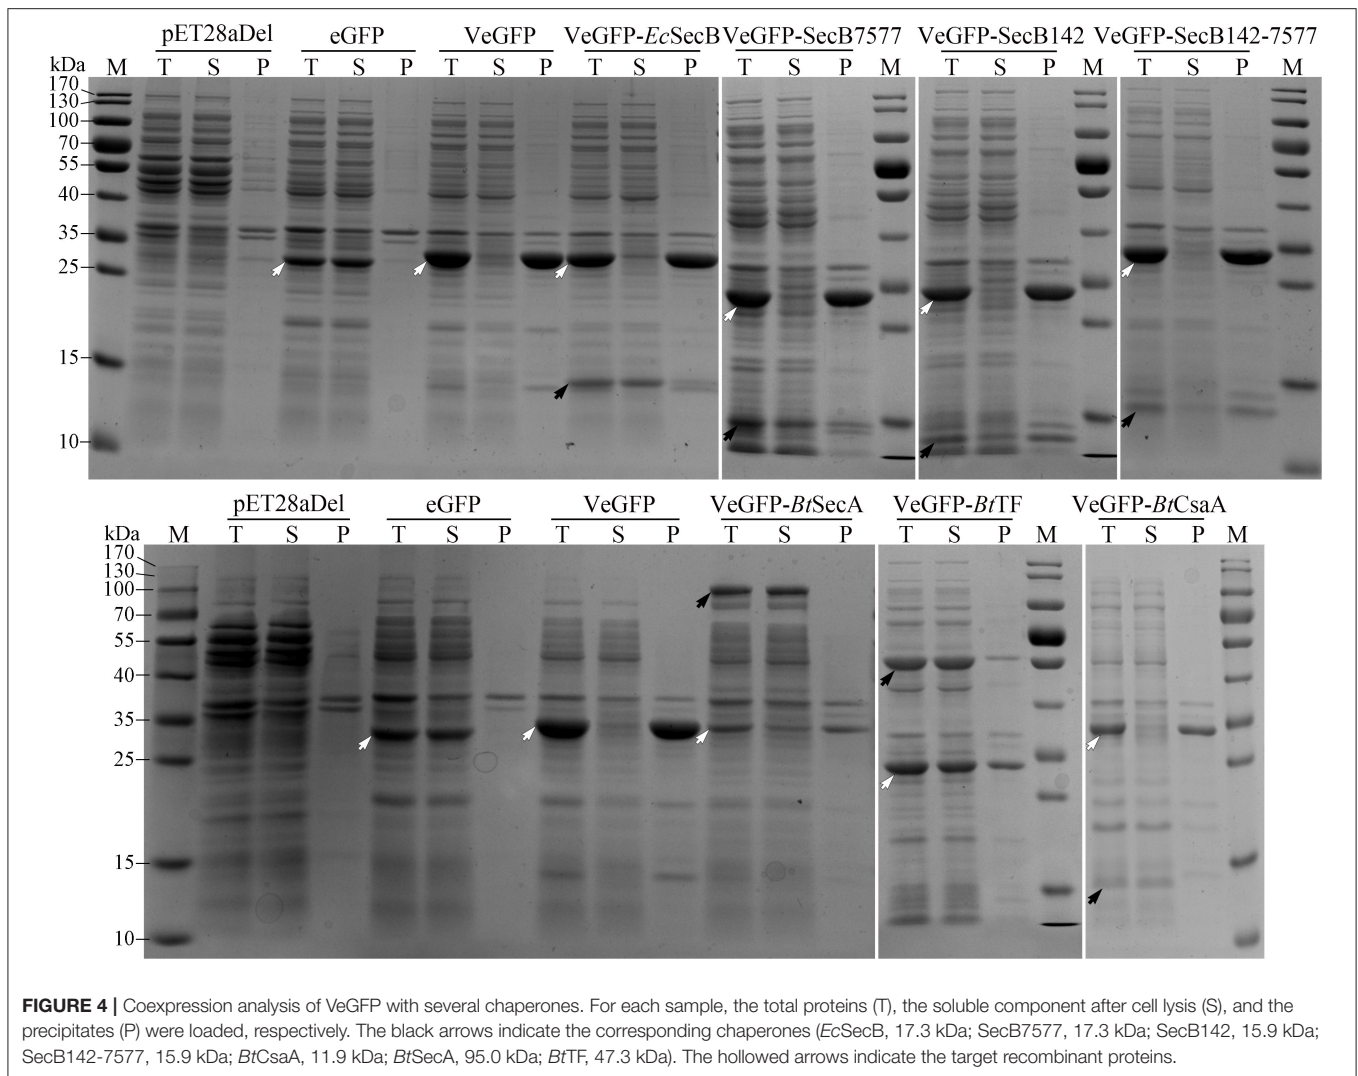 pET28aDel eGFP VeGFP VeGFP-EcSecB VeGFP-SecB7577 VeGFP-SecB142 VeGFP-SecB142-7577
kDa M T S P T S P T S P T S P T S P M T S P M T S P M
170
130
100
70
55
40
35
25
15
10
pET28aDel eGFP VeGFP VeGFP-BtSecA VeGFP-BtTF VeGFP-BtCsaA
kDa M T S P T S P T S P T S P T S P M T S P M
170
130
100
70
55
40
35
25
15
10
FIGURE 4 | Coexpression analysis of VeGFP with several chaperones. For each sample, the total proteins (T), the soluble component after cell lysis (S), and the
precipitates (P) were loaded, respectively. The black arrows indicate the corresponding chaperones (EcSecB, 17.3 kDa; SecB7577, 17.3 kDa; SecB142, 15.9 kDa;
SecB142-7577, 15.9 kDa; BtCsaA, 11.9 kDa; BtSecA, 95.0 kDa; BtTF, 47.3 kDa). The hollowed arrows indicate the target recombinant proteins.